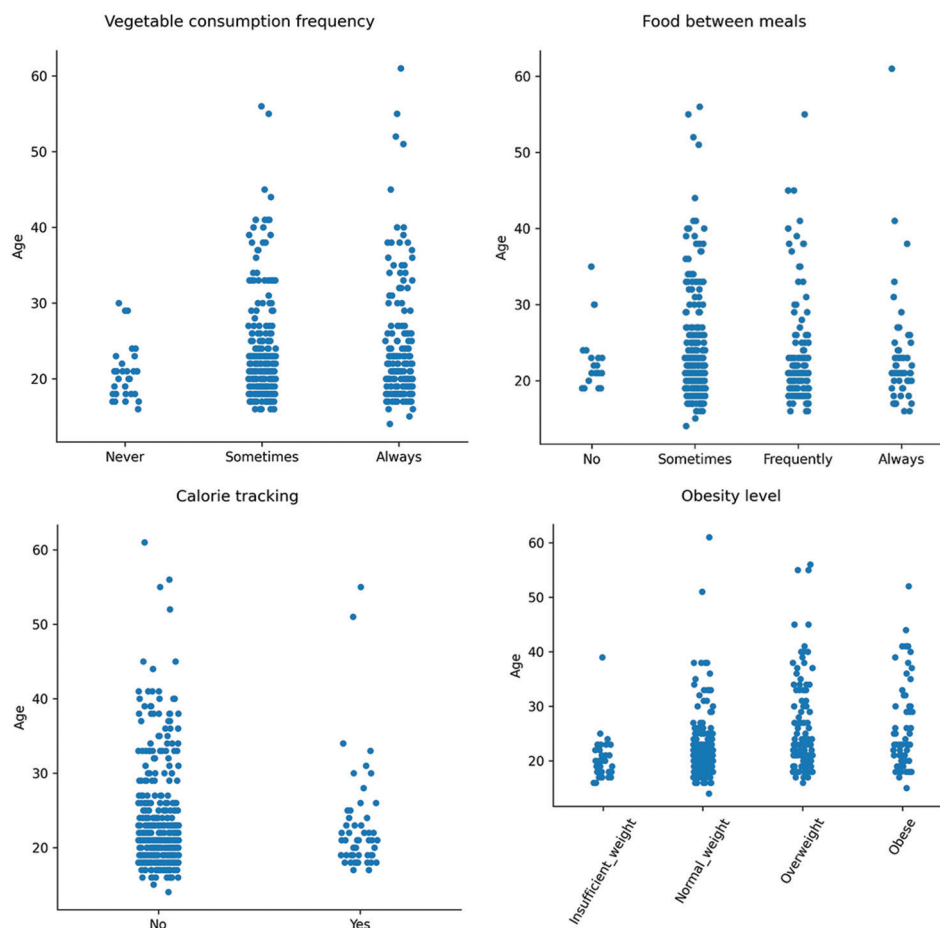 Vegetable consumption frequency
60
50
40
30
20
Age
Never Sometimes Always
Food between meals
60
50
40
30
20
Age
No Sometimes Frequently Always
Calorie tracking
60
50
40
30
20
Age
No Yes
Obesity level
60
50
40
30
20
Age
Insufficient_weight
Normal_weight
Overweight
Obese